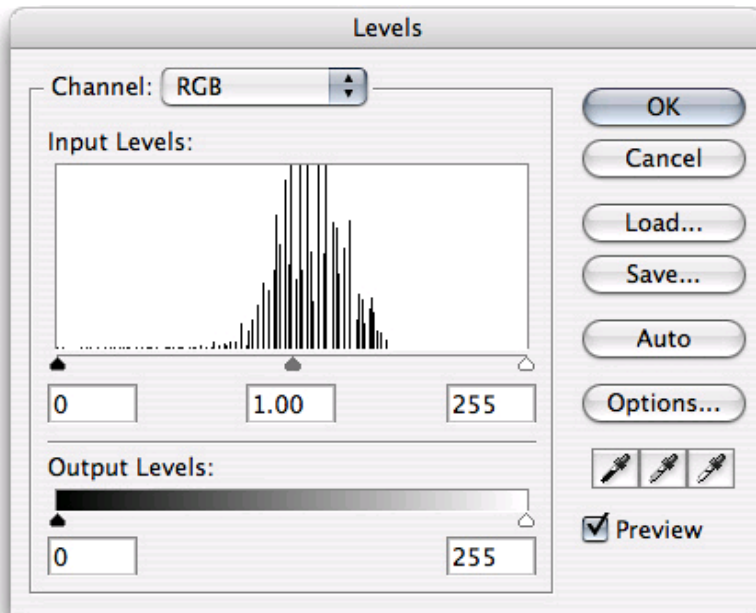 Levels
Channel: RGB
Input Levels:
0 1.00 255
Output Levels:
0 255
OK
Cancel
Load...
Save...
Auto
Options...
Preview